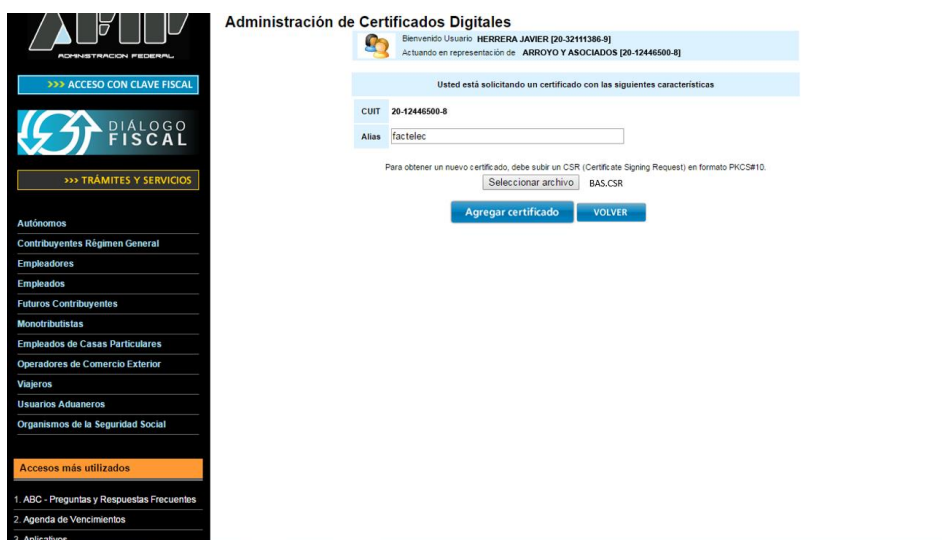 AFIP
ADMINISTRACION FEDERAL
>>> ACCESO CON CLAVE FISCAL
DIÁLOGO
FISCAL
>>> TRÁMITES Y SERVICIOS
Autónomos
Contribuyentes Régimen General
Empleadores
Empleados
Futuros Contribuyentes
Monotributistas
Empleados de Casas Particulares
Operadores de Comercio Exterior
Viajeros
Usuarios Aduaneros
Organismos de la Seguridad Social
Accesos más utilizados
1. ABC - Preguntas y Respuestas Frecuentes
2. Agenda de Vencimientos
3. Aplicativos
Administración de Certificados Digitales
Bienvenido Usuario HERRERA JAVIER [20-32111386-9]
Actuando en representación de ARROYO Y ASOCIADOS [20-12446500-8]
Usted está solicitando un certificado con las siguientes características
CUIT 20-12446500-8
Alias factelec
Para obtener un nuevo certificado, debe subir un CSR (Certificate Signing Request) en formato PKCS#10.
Seleccionar archivo BAS.CSR
Agregar certificado VOLVER